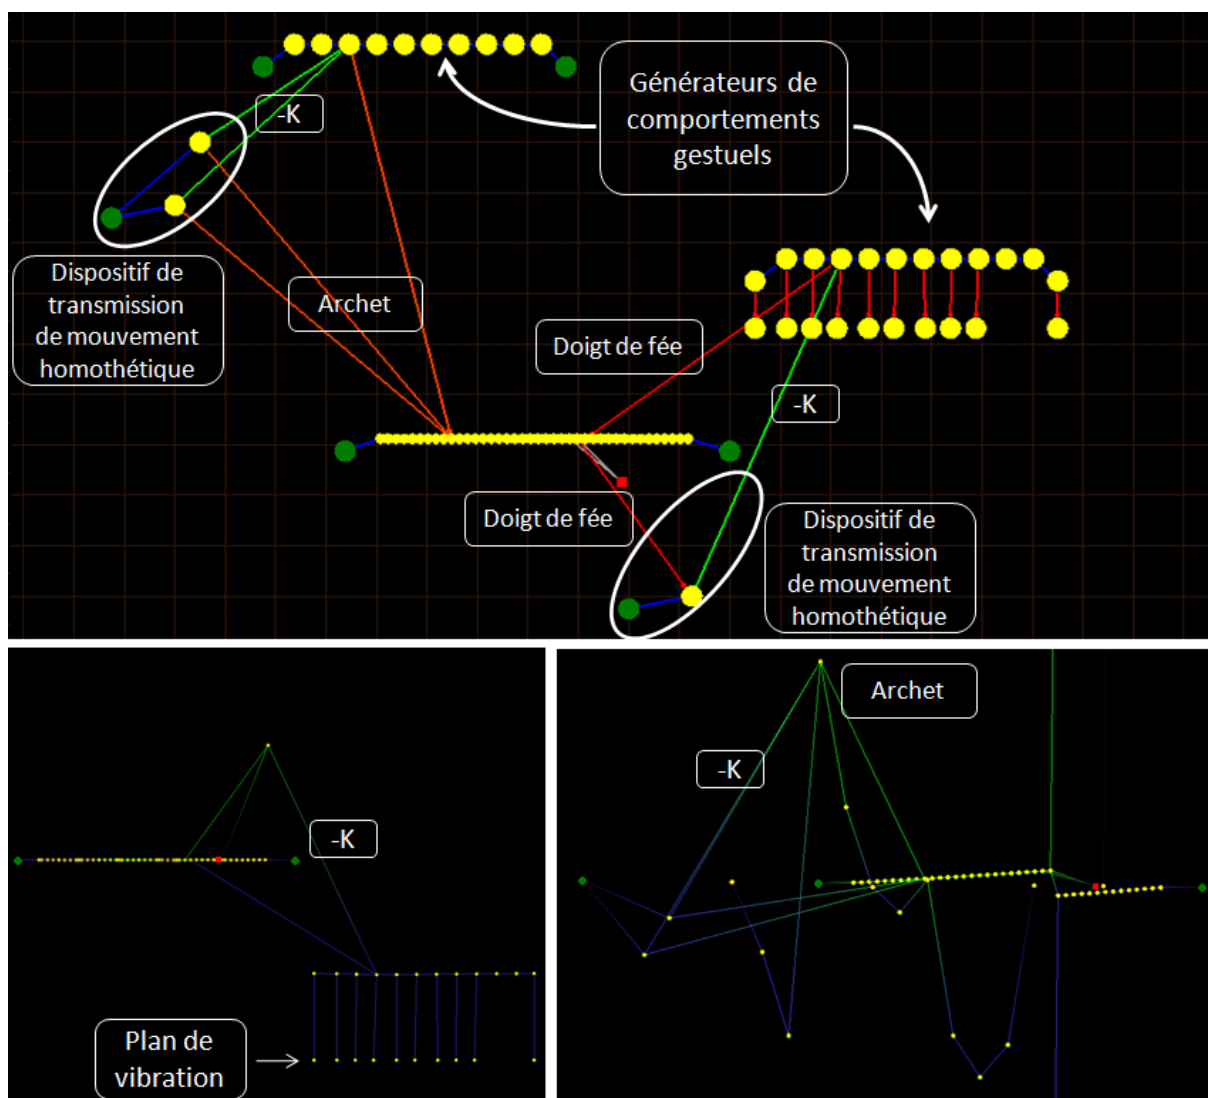 Générateurs de
comportements
gestuels
-K
Dispositif de
transmission
de mouvement
homothétique
Archet
Doigt de fée
-K
Doigt de fée
Dispositif de
transmission
de mouvement
homothétique
-K
Plan de
vibration
Archet
-K